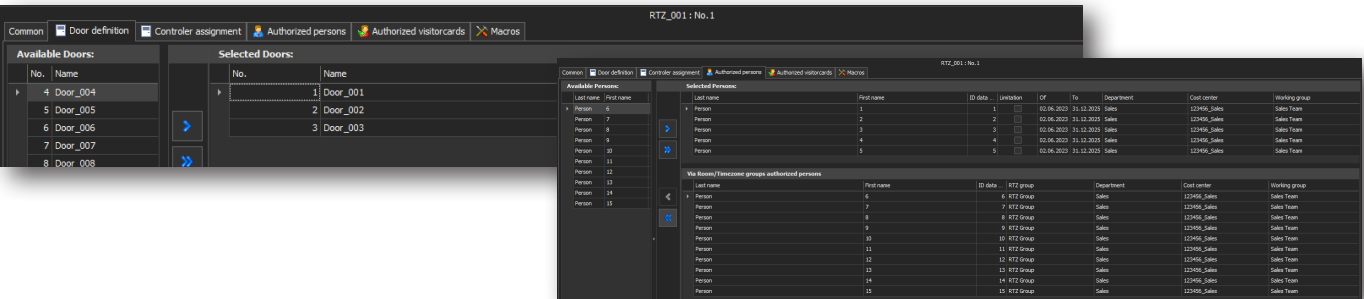 RTZ_001 : No.1
Common Door definition Controler assignment Authorized persons Authorized visitorcards Macros
Available Doors: Selected Doors:
No. Name No. Name
4 Door_004 1 Door_001
5 Door_005 2 Door_002
6 Door_006 3 Door_003
7 Door_007
8 Door_008
RTZ_001 : No.1
Common Door definition Controler assignment Authorized persons Authorized visitorcards Macros
Available Persons: Selected Persons:
Last name First name Last name First name ID data ... Limitation Of To Department Cost center Working group
Person 6 Person 1 1 02.06.2023 31.12.2025 Sales 123456_Sales Sales Team
Person 7 Person 2 2 02.06.2023 31.12.2025 Sales 123456_Sales Sales Team
Person 8 Person 3 3 02.06.2023 31.12.2025 Sales 123456_Sales Sales Team
Person 9 Person 4 4 02.06.2023 31.12.2025 Sales 123456_Sales Sales Team
Person 10 Person 5 5 02.06.2023 31.12.2025 Sales 123456_Sales Sales Team
Person 11
Person 12
Person 13
Person 14
Person 15
Via Room/Timezone groups authorized persons
Last name First name ID data ... RTZ group Department Cost center Working group
Person 6 6 RTZ Group Sales 123456_Sales Sales Team
Person 7 7 RTZ Group Sales 123456_Sales Sales Team
Person 8 8 RTZ Group Sales 123456_Sales Sales Team
Person 9 9 RTZ Group Sales 123456_Sales Sales Team
Person 10 10 RTZ Group Sales 123456_Sales Sales Team
Person 11 11 RTZ Group Sales 123456_Sales Sales Team
Person 12 12 RTZ Group Sales 123456_Sales Sales Team
Person 13 13 RTZ Group Sales 123456_Sales Sales Team
Person 14 14 RTZ Group Sales 123456_Sales Sales Team
Person 15 15 RTZ Group Sales 123456_Sales Sales Team